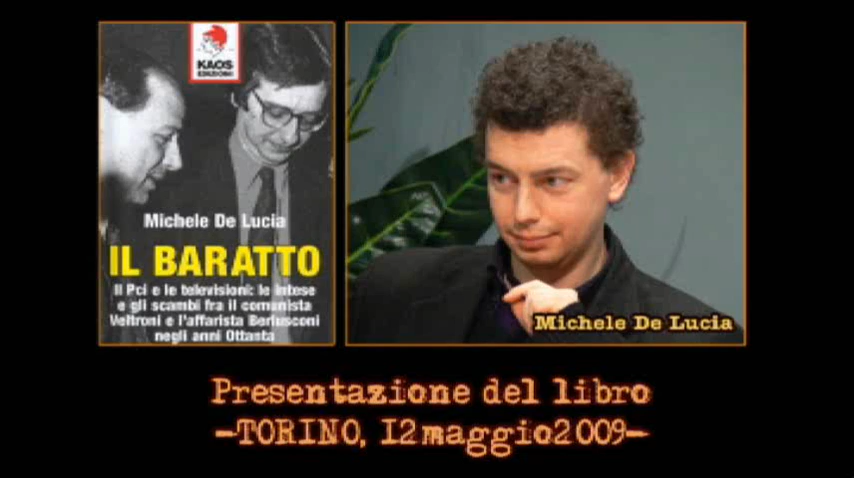 KAOS
EDIZIONI
Michele De Lucia
IL BARATTO
Il Pci e le televisioni: le intese
e gli scambi fra il comunista
Veltroni e l'affarista Berlusconi
negli anni Ottanta
Michele De Lucia
Presentazione del libro
-TORINO, 12 maggio 2009-